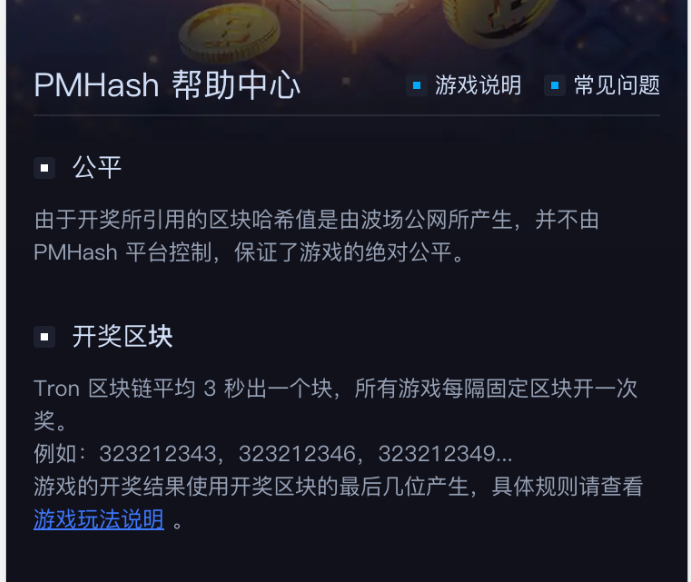 PMHash 帮助中心
游戏说明
常见问题
公平
由于开奖所引用的区块哈希值是由波场公网所产生，并不由
PMHash 平台控制，保证了游戏的绝对公平。
开奖区块
Tron 区块链平均 3 秒出一个块，所有游戏每隔固定区块开一次
奖。
例如：323212343，323212346，323212349...
游戏的开奖结果使用开奖区块的最后几位产生，具体规则请查看
游戏玩法说明 。